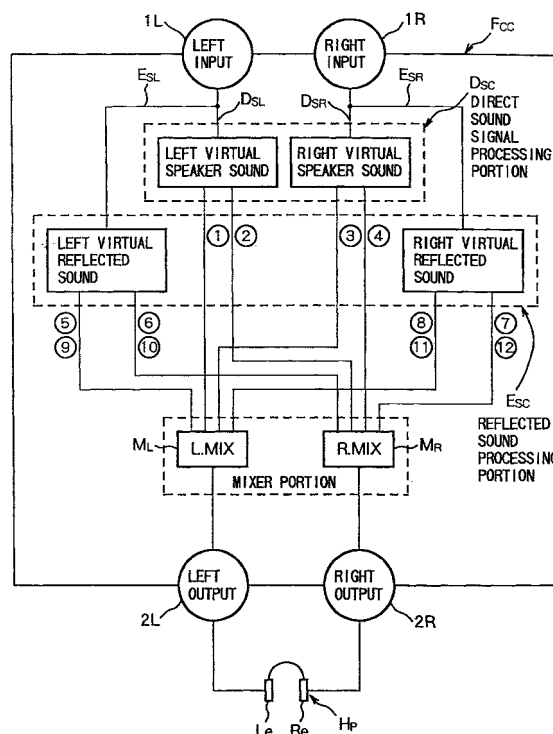 1L
1R
FCC
LEFT INPUT
RIGHT INPUT
ESL
DSL
DSR
ESR
DSC
DIRECT
SOUND
SIGNAL
PROCESSING
PORTION
LEFT VIRTUAL
SPEAKER SOUND
RIGHT VIRTUAL
SPEAKER SOUND
LEFT VIRTUAL
REFLECTED
SOUND
① ②
③ ④
RIGHT VIRTUAL
REFLECTED
SOUND
⑤ ⑥
⑧ ⑦
⑨ ⑩
⑪ ⑫
ESC
REFLECTED
SOUND
PROCESSING
PORTION
ML
L.MIX
R.MIX
MR
MIXER PORTION
LEFT
OUTPUT
RIGHT
OUTPUT
2L
2R
Le
Re
HP